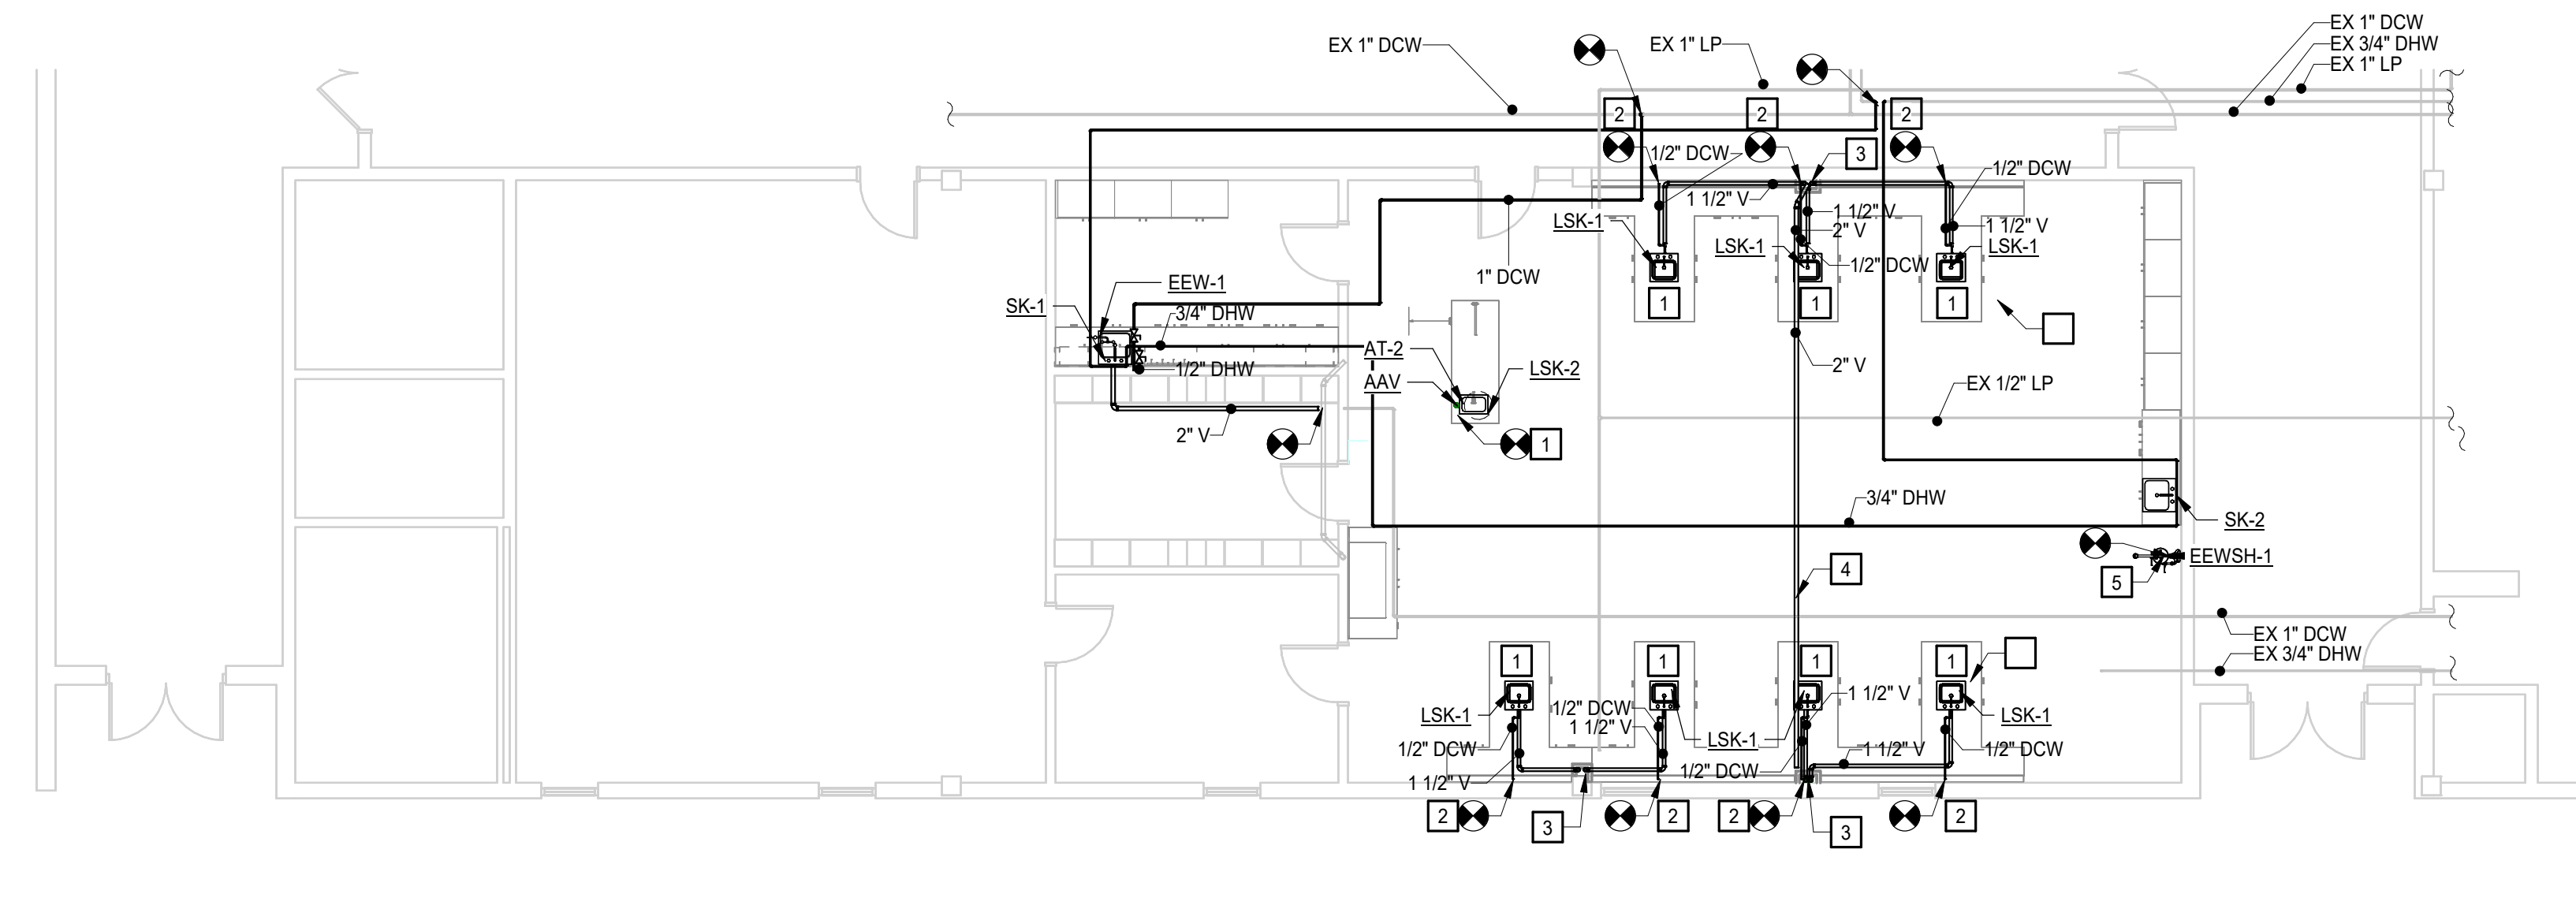 EX 1" DCW
EX 1" LP
EX 1" DCW
EX 3/4" DHW
EX 1" LP
2
2
2
1/2" DCW
3
1/2" DCW
1 1/2" V
1 1/2" V
2" V
1 1/2" V
LSK-1
LSK-1
LSK-1
1/2" DCW
1" DCW
EEW-1
SK-1
3/4" DHW
1
1
1
AT-2
AAV
LSK-2
1/2" DHW
2" V
EX 1/2" LP
2" V
1
3/4" DHW
SK-2
EEWSH-1
4
5
EX 1" DCW
EX 3/4" DHW
1
1
1
1
1 1/2" V
LSK-1
1/2" DCW
1 1/2" V
LSK-1
LSK-1
1/2" DCW
1 1/2" V
1/2" DCW
1/2" DCW
1 1/2" V
2
2
2
2
3
3